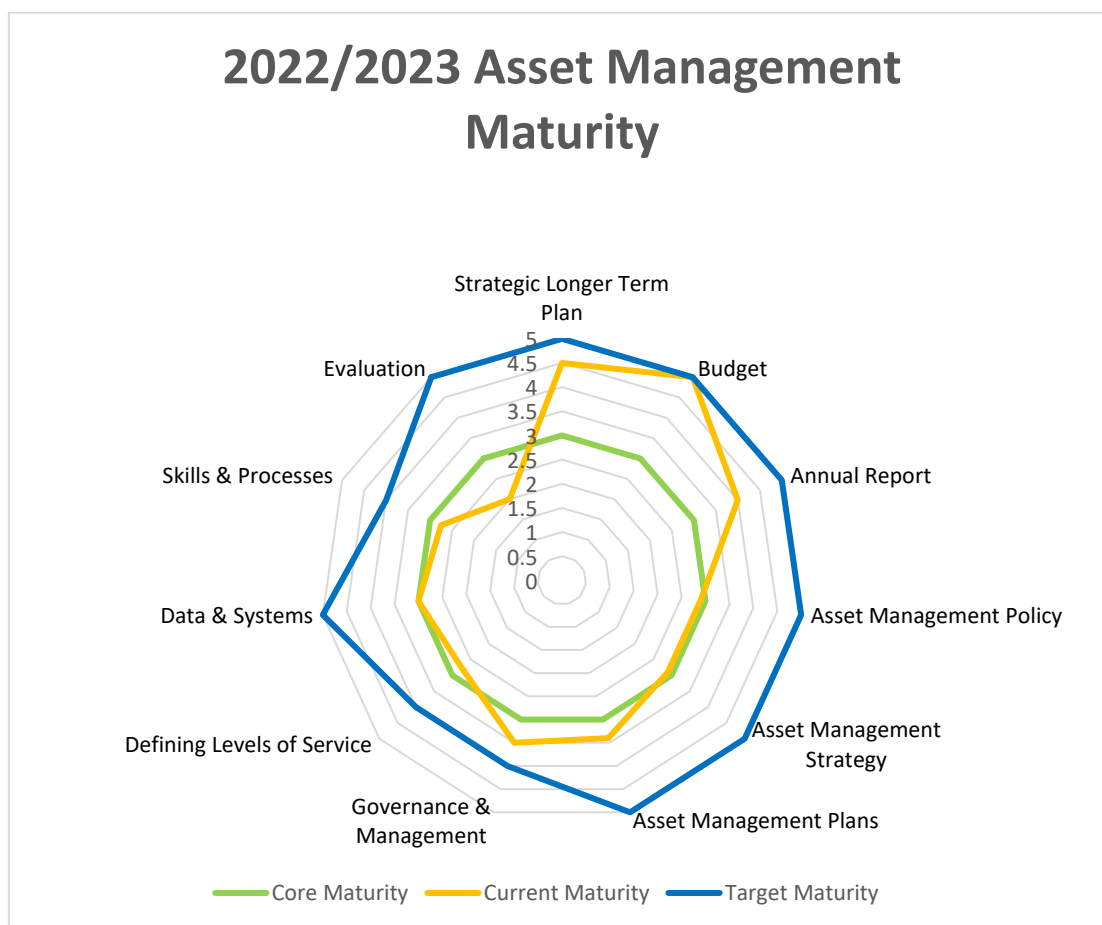 2022/2023 Asset Management
Maturity
Strategic Longer Term
Plan
Budget
Annual Report
Asset Management Policy
Asset Management
Strategy
Asset Management Plans
Governance &
Management
Defining Levels of Service
Data & Systems
Skills & Processes
Evaluation
5
4.5
4
3.5
3
2.5
2
1.5
1
0.5
0
Core Maturity
Current Maturity
Target Maturity